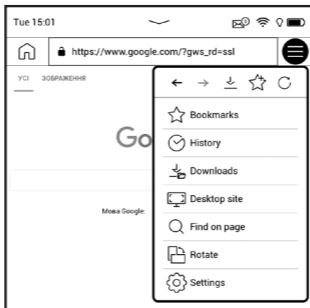 Tue 15:01
https://www.google.com/?gws_rd=ssl
УСІ ЗОБРАЖЕННЯ
Go
Bookmarks
History
Downloads
Desktop site
Мова Google:
Find on page
Rotate
Settings